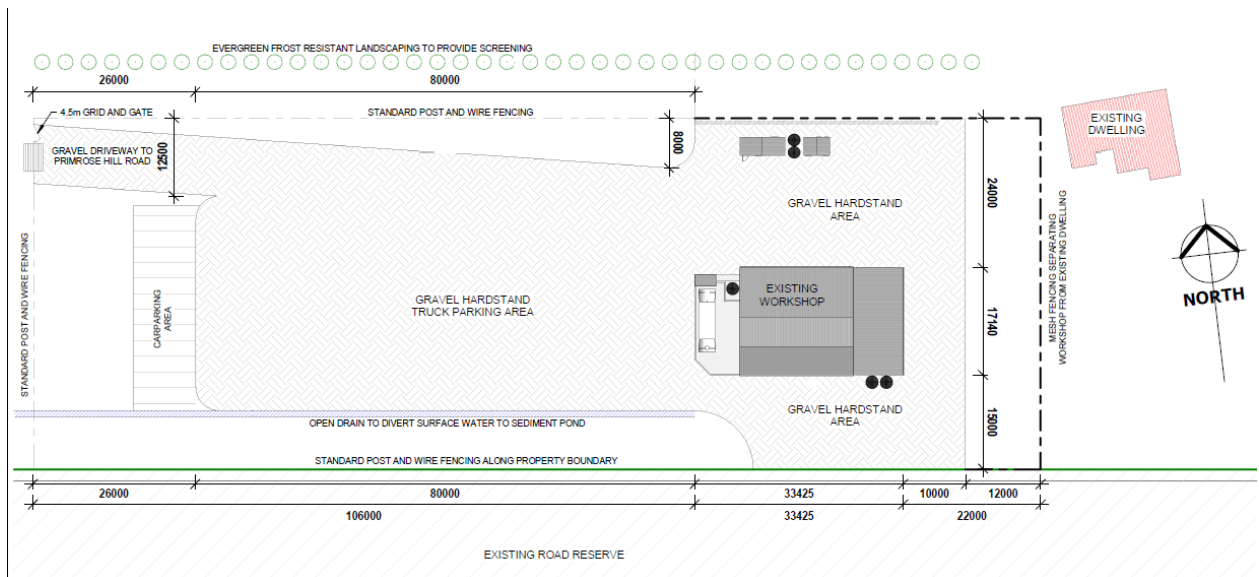 EVERGREEN FROST RESISTANT LANDSCAPING TO PROVIDE SCREENING
26000
80000
4.5m GRID AND GATE
STANDARD POST AND WIRE FENCING
GRAVEL DRIVEWAY TO
PRIMROSE HILL ROAD
12500
8000
EXISTING
DWELLING
GRAVEL HARDSTAND
AREA
24000
STANDARD POST AND WIRE FENCING
CARPARKING
AREA
GRAVEL HARDSTAND
TRUCK PARKING AREA
EXISTING
WORKSHOP
17140
MESH FENCING SEPARATING
WORKSHOP FROM EXISTING DWELLING
NORTH
GRAVEL HARDSTAND
AREA
15000
OPEN DRAIN TO DIVERT SURFACE WATER TO SEDIMENT POND
STANDARD POST AND WIRE FENCING ALONG PROPERTY BOUNDARY
26000
80000
33425
10000
12000
106000
33425
22000
EXISTING ROAD RESERVE